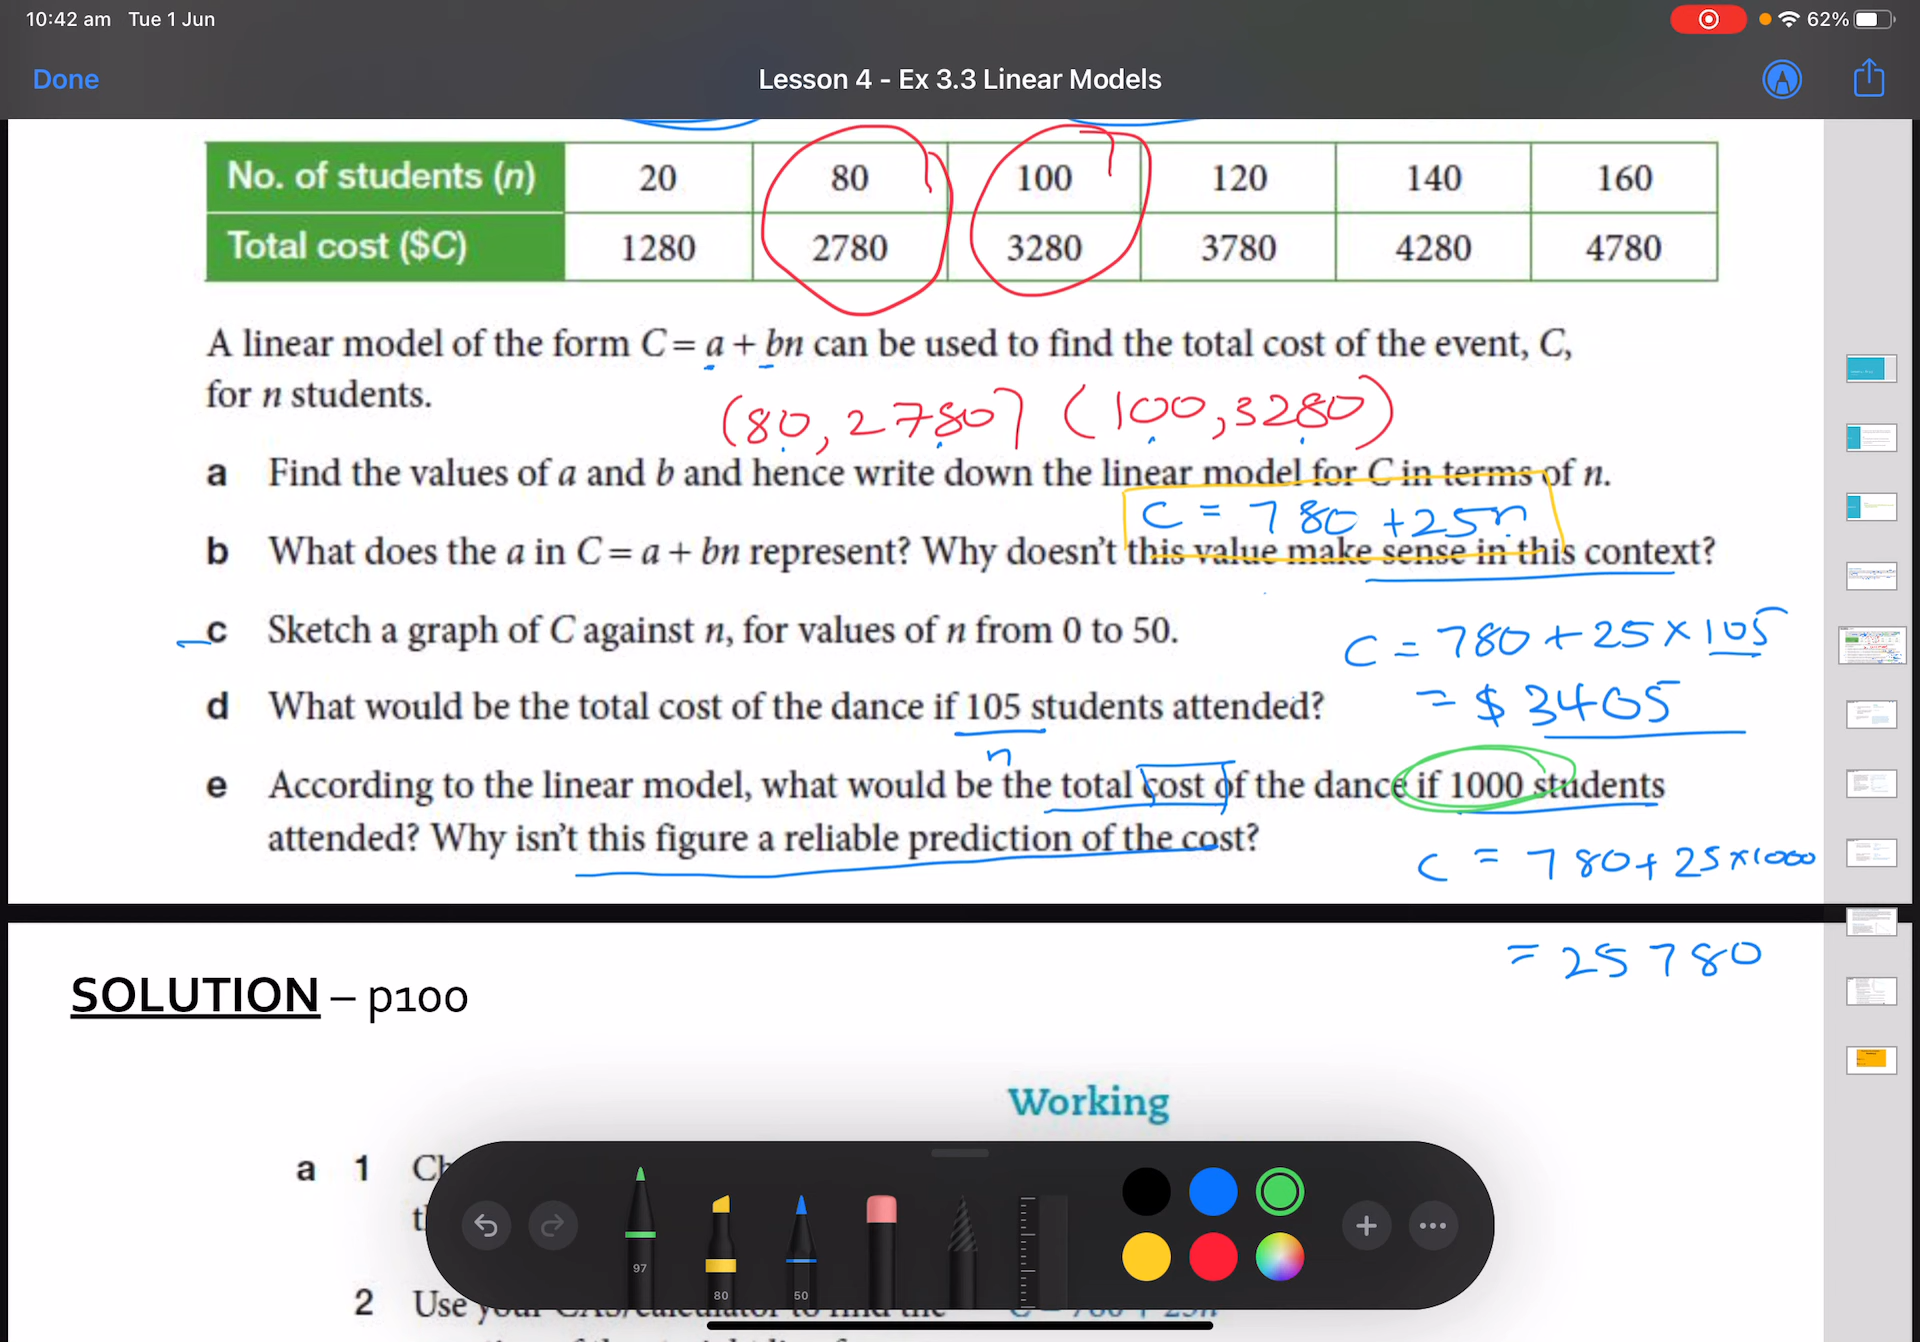 10:42 am Tue 1 Jun 62%
Done Lesson 4 - Ex 3.3 Linear Models
No. of students (n) 20 80 100 120 140 160
Total cost ($C) 1280 2780 3280 3780 4280 4780
A linear model of the form C = a + bn can be used to find the total cost of the event, C,
for n students.
(80, 2780) (100, 3280)
a Find the values of a and b and hence write down the linear model for C in terms of n.
C = 780 + 25n
b What does the a in C = a + bn represent? Why doesn't this value make sense in this context?
c Sketch a graph of C against n, for values of n from 0 to 50.
C = 780 + 25 × 105
d What would be the total cost of the dance if 105 students attended?
= $ 3405
n
e According to the linear model, what would be the total cost of the dance if 1000 students
attended? Why isn't this figure a reliable prediction of the cost?
C = 780 + 25 × 1000
= 25 780
SOLUTION – p100
Working
a 1
97 80 50
2 Use